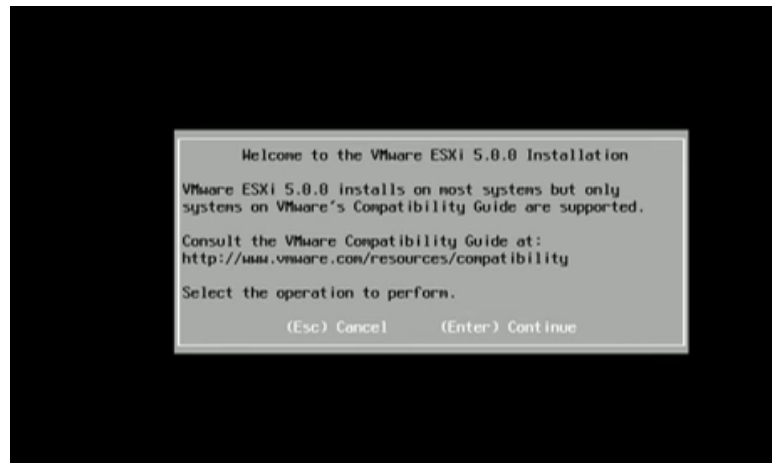 Welcome to the VMware ESXi 5.0.0 Installation
VMware ESXi 5.0.0 installs on most systems but only
systems on VMware's Compatibility Guide are supported.
Consult the VMware Compatibility Guide at:
http://www.vmware.com/resources/compatibility
Select the operation to perform.
(Esc) Cancel (Enter) Continue